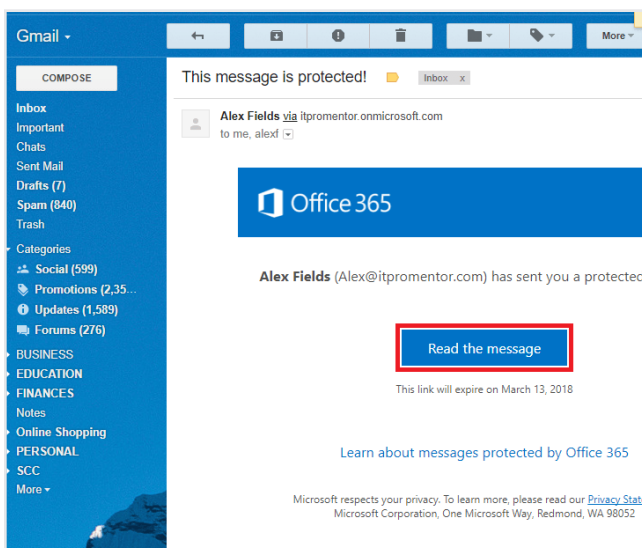 Gmail
More
COMPOSE
Inbox
Important
Chats
Sent Mail
Drafts (7)
Spam (840)
Trash
Categories
Social (599)
Promotions (2,35...
Updates (1,589)
Forums (276)
BUSINESS
EDUCATION
FINANCES
Notes
Online Shopping
PERSONAL
SCC
More
This message is protected!
Inbox x
Alex Fields via itpromentor.onmicrosoft.com
to me, alexf
Office 365
Alex Fields (Alex@itpromentor.com) has sent you a protected
Read the message
This link will expire on March 13, 2018
Learn about messages protected by Office 365
Microsoft respects your privacy. To learn more, please read our Privacy Stat
Microsoft Corporation, One Microsoft Way, Redmond, WA 98052